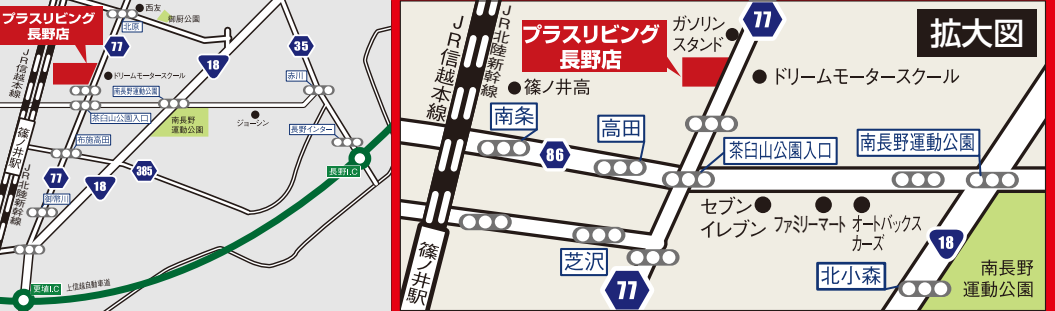 西友
御厨公園
北原
プラスリビング
長野店
77
35
18
JR信越本線
ドリームモータースクール
赤川
南長野運動公園
茶臼山公園入口
南長野
運動公園
ジョーシン
長野インター
布施高田
篠ノ井駅
385
77
18
長野I.C
JR北陸新幹線
御幣川
更埴I.C
上信越自動車道
拡大図
77
JR北陸新幹線
JR信越本線
プラスリビング
長野店
ガソリン
スタンド
ドリームモータースクール
篠ノ井高
南条
高田
86
茶臼山公園入口
南長野運動公園
セブン
イレブン
ファミリーマート
オートバックス
カーズ
18
芝沢
篠ノ井駅
77
北小森
南長野
運動公園